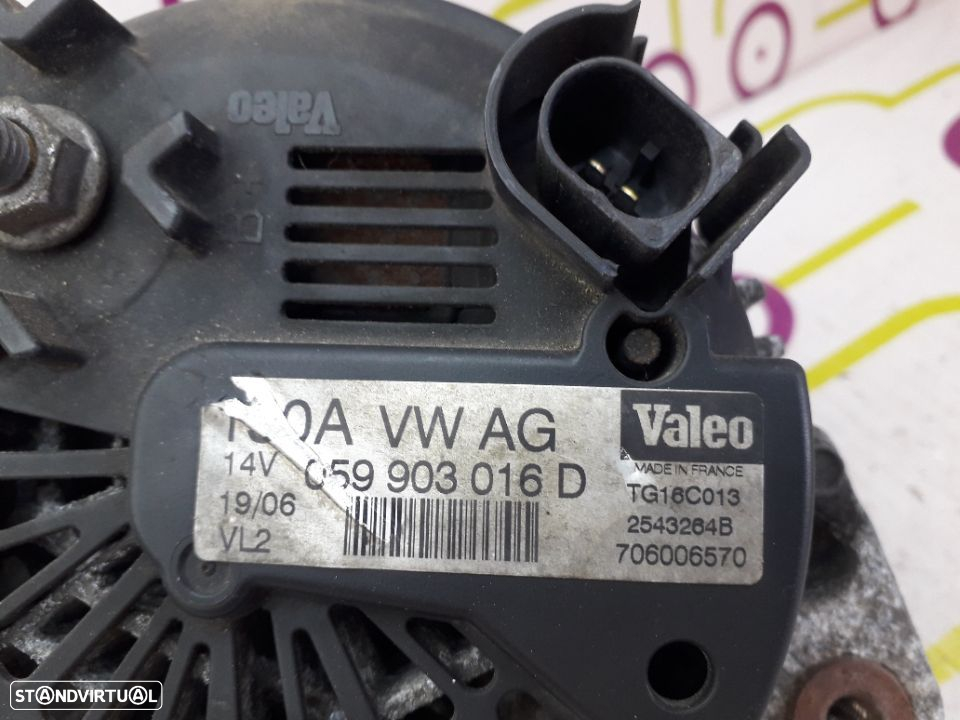 Valeo
B+
VW AG
14V 059 903 016 D
19/06
VL2
Valeo
MADE IN FRANCE
TG16C013
2543264B
706006570
STANDVIRTUAL